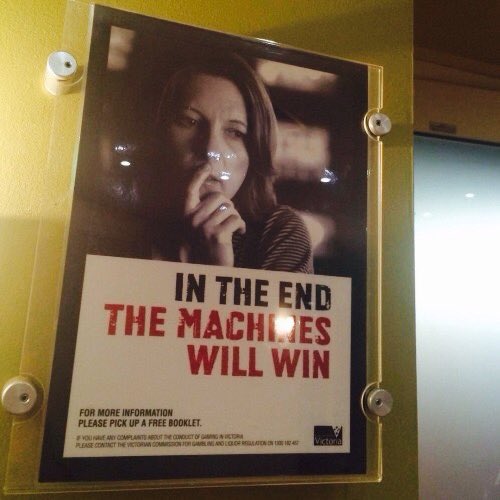 IN THE END
THE MACHINES
WILL WIN
FOR MORE INFORMATION
PLEASE PICK UP A FREE BOOKLET.
IF YOU HAVE ANY COMPLAINTS ABOUT THE CONDUCT OF GAMING IN VICTORIA
PLEASE CONTACT THE VICTORIAN COMMISSION FOR GAMBLING AND LIQUOR REGULATION ON 1300 182 457
Victoria